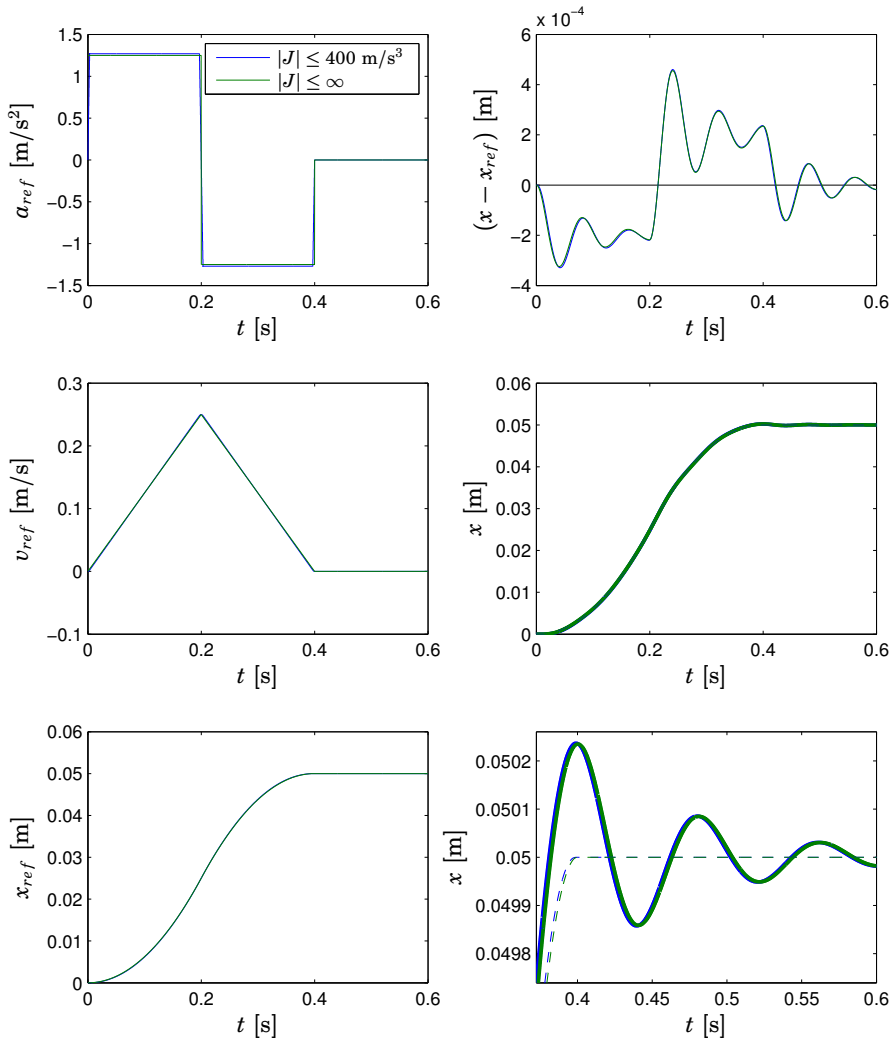 1.5
1
0.5
0
−0.5
−1
−1.5
a_ref [m/s²]
|J| ≤ 400 m/s³
|J| ≤ ∞
0 0.2 0.4 0.6
t [s]
x 10⁻⁴
6
4
2
0
−2
−4
(x − x_ref) [m]
0 0.2 0.4 0.6
t [s]
0.3
0.2
0.1
0
−0.1
v_ref [m/s]
0 0.2 0.4 0.6
t [s]
0.06
0.05
0.04
0.03
0.02
0.01
0
x [m]
0 0.2 0.4 0.6
t [s]
0.06
0.05
0.04
0.03
0.02
0.01
0
x_ref [m]
0 0.2 0.4 0.6
t [s]
0.0502
0.0501
0.05
0.0499
0.0498
x [m]
0.4 0.45 0.5 0.55 0.6
t [s]